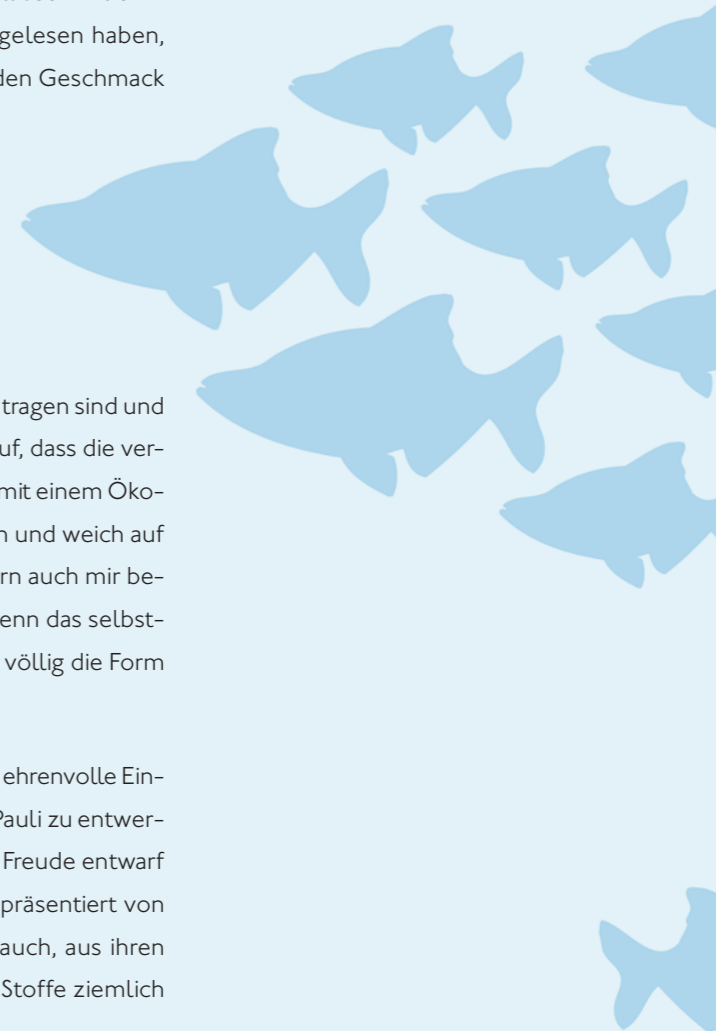 gelesen haben,
den Geschmack
tragen sind und
uf, dass die ver-
mit einem Öko-
n und weich auf
rn auch mir be-
enn das selbst-
völlig die Form
ehrenvolle Ein-
Pauli zu entwer-
Freude entwarf
präsentiert von
auch, aus ihren
Stoffe ziemlich